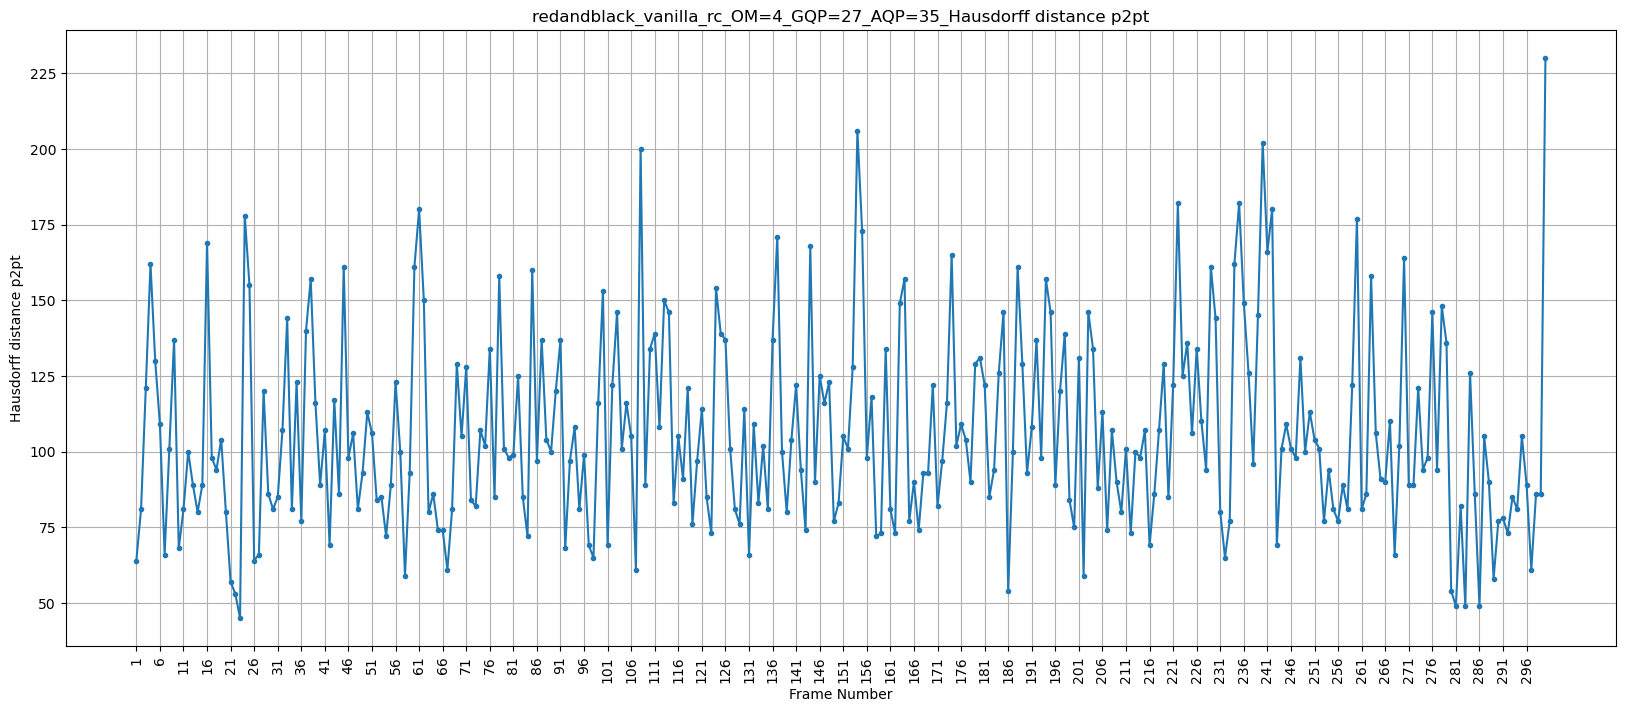 redandblack_vanilla_rc_OM=4_GQP=27_AQP=35_Hausdorff distance p2pt
Hausdorff distance p2pt
225
200
175
150
125
100
75
50
1 6 11 16 21 26 31 36 41 46 51 56 61 66 71 76 81 86 91 96 101 106 111 116 121 126 131 136 141 146 151 156 161 166 171 176 181 186 191 196 201 206 211 216 221 226 231 236 241 246 251 256 261 266 271 276 281 286 291 296
Frame Number